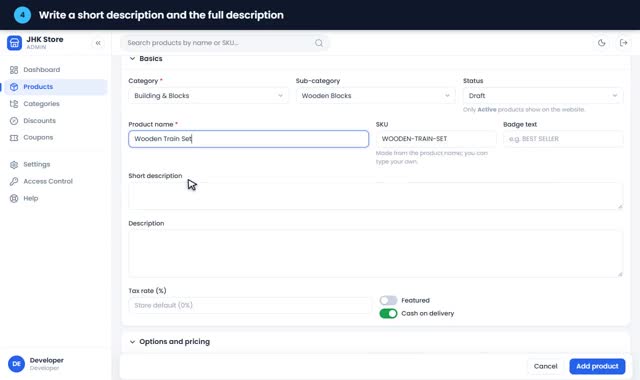 4 Write a short description and the full description
JHK Store
ADMIN
Search products by name or SKU...
Dashboard
Products
Categories
Discounts
Coupons
Settings
Access Control
Help
DE Developer
Developer
Basics
Category * Sub-category Status
Building & Blocks Wooden Blocks Draft
Only Active products show on the website.
Product name * SKU Badge text
Wooden Train Set WOODEN-TRAIN-SET e.g. BEST SELLER
Made from the product name; you can
type your own.
Short description
Description
Tax rate (%)
Store default (0%)
Featured
Cash on delivery
Options and pricing
Cancel Add product